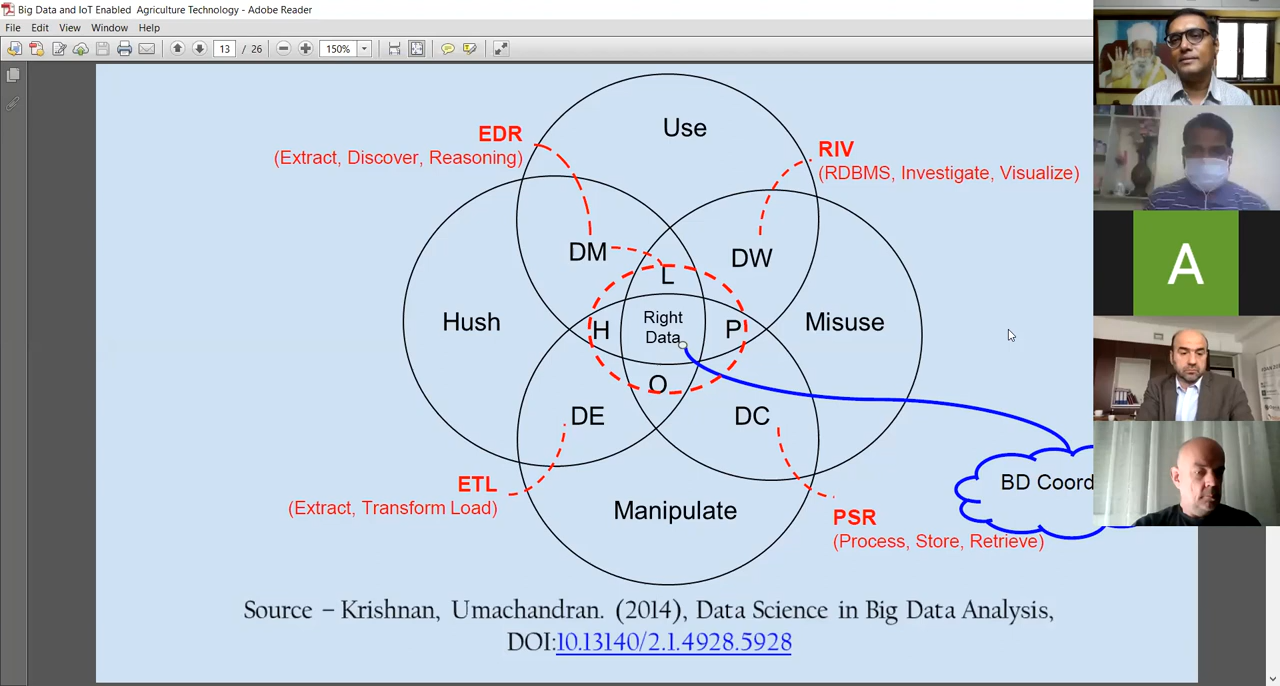 Big Data and IoT Enabled Agriculture Technology - Adobe Reader
File Edit View Window Help
13 / 26 150%
Use
EDR
(Extract, Discover, Reasoning)
RIV
(RDBMS, Investigate, Visualize)
DM
DW
L
Hush
H
Right
Data
P
Misuse
O
DE
DC
ETL
(Extract, Transform Load)
Manipulate
PSR
(Process, Store, Retrieve)
BD Coord
Source – Krishnan, Umachandran. (2014), Data Science in Big Data Analysis,
DOI:10.13140/2.1.4928.5928
A